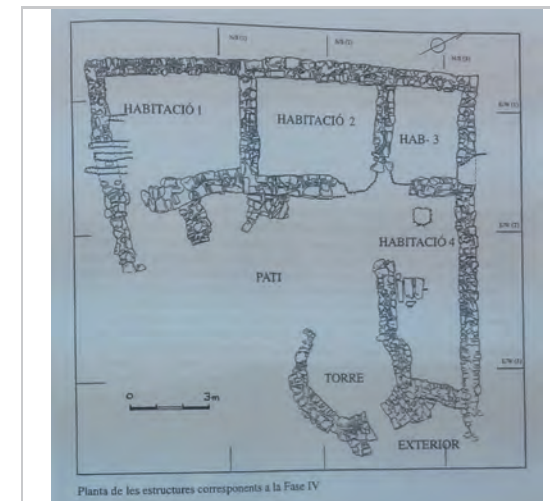 HABITACIÓ 1
HABITACIÓ 2
HAB- 3
HABITACIÓ 4
PATI
TORRE
0 3m
EXTERIOR
Planta de les estructures corresponents a la Fase IV